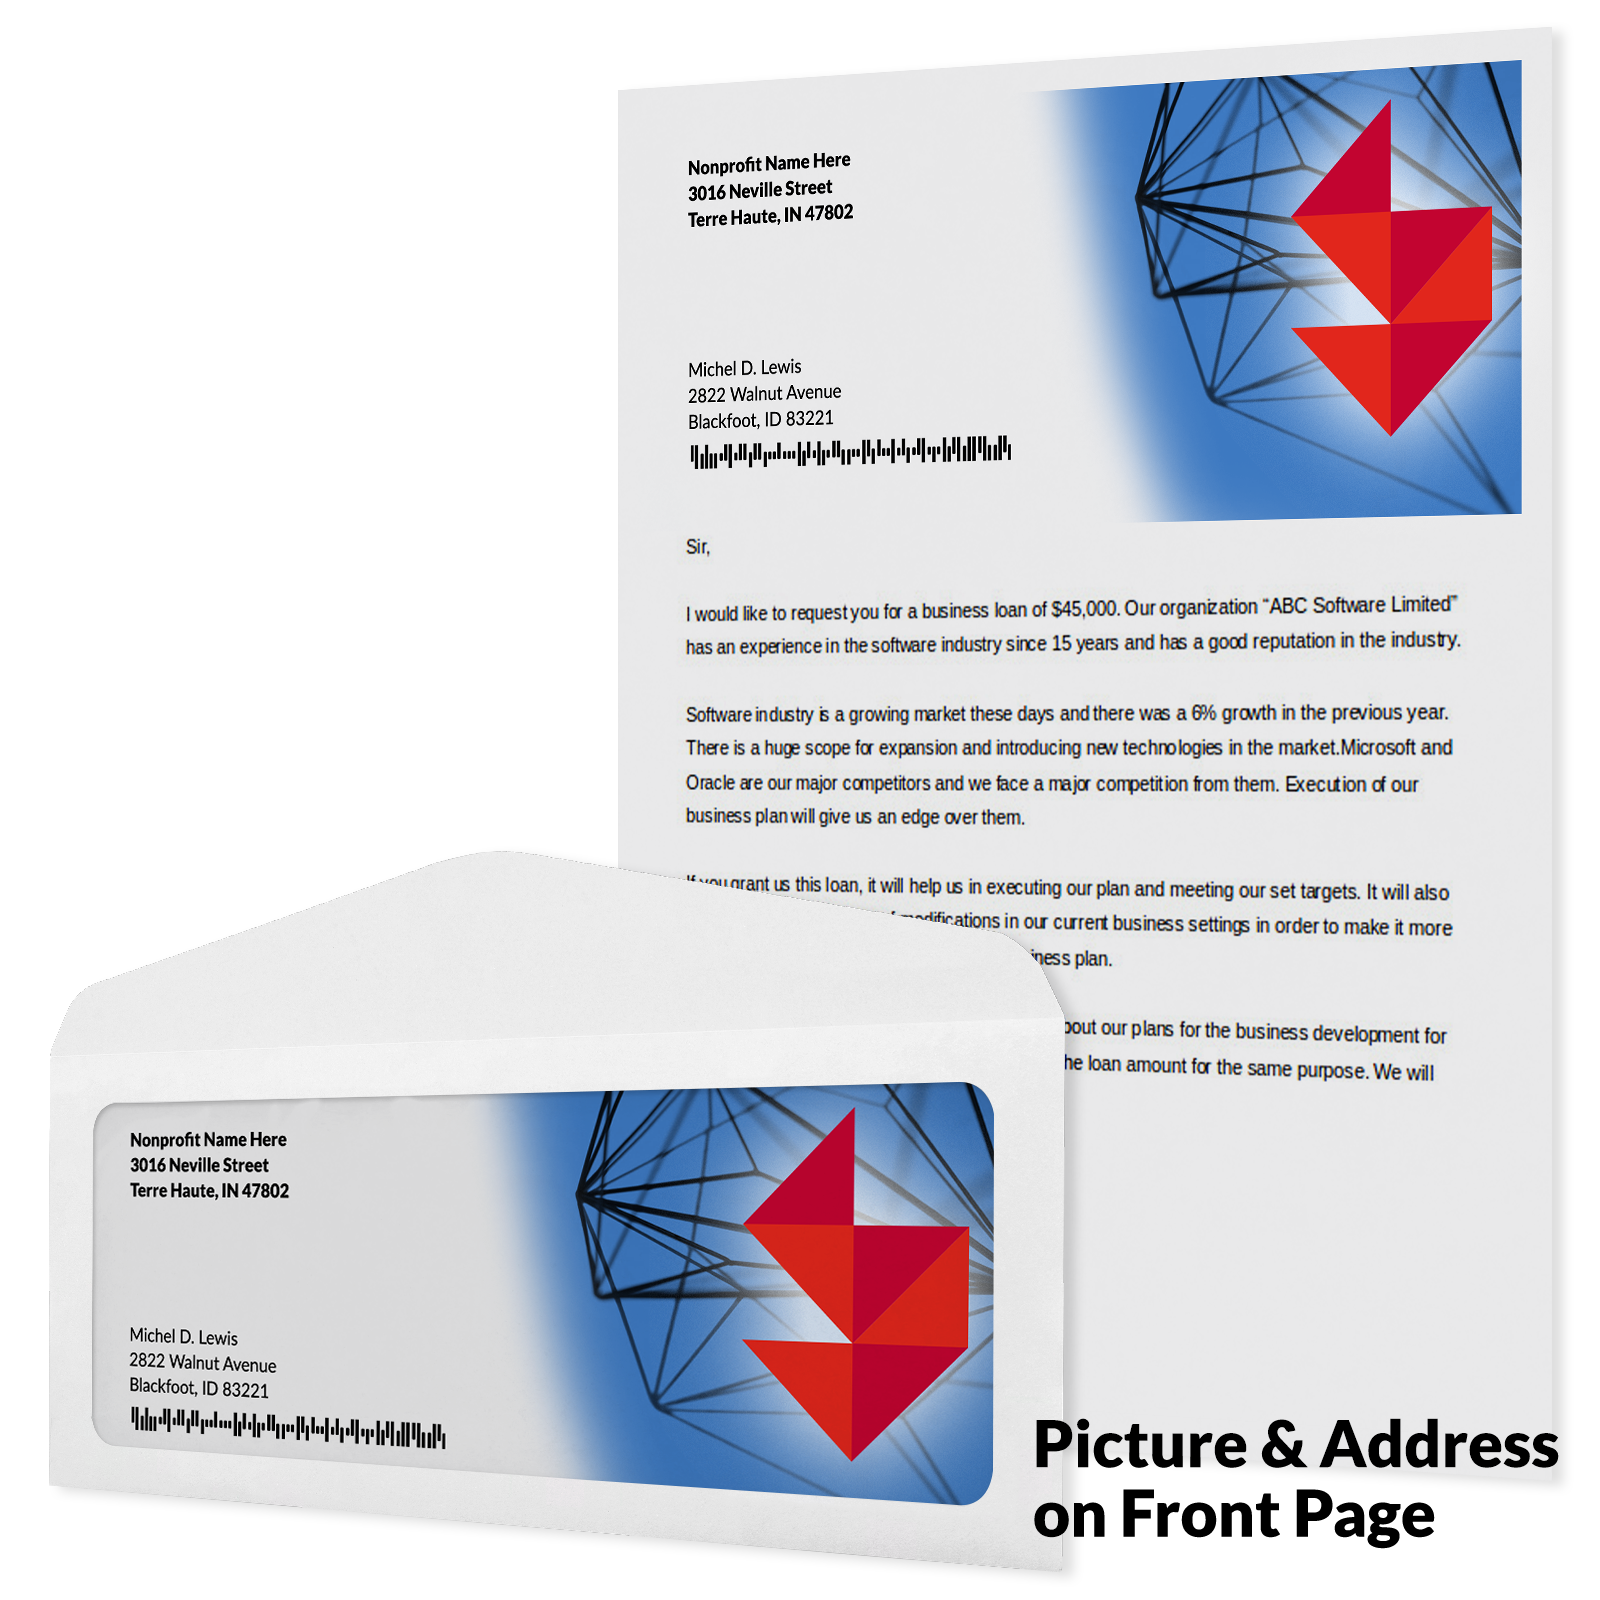 Nonprofit Name Here
3016 Neville Street
Terre Haute, IN 47802
Michel D. Lewis
2822 Walnut Avenue
Blackfoot, ID 83221
Sir,
I would like to request you for a business loan of $45,000. Our organization “ABC Software Limited”
has an experience in the software industry since 15 years and has a good reputation in the industry.
Software industry is a growing market these days and there was a 6% growth in the previous year.
There is a huge scope for expansion and introducing new technologies in the market.Microsoft and
Oracle are our major competitors and we face a major competition from them. Execution of our
business plan will give us an edge over them.
If you grant us this loan, it will help us in executing our plan and meeting our set targets. It will also
modifications in our current business settings in order to make it more
plan.
our plans for the business development for
loan amount for the same purpose. We will
Nonprofit Name Here
3016 Neville Street
Terre Haute, IN 47802
Michel D. Lewis
2822 Walnut Avenue
Blackfoot, ID 83221
Picture & Address
on Front Page